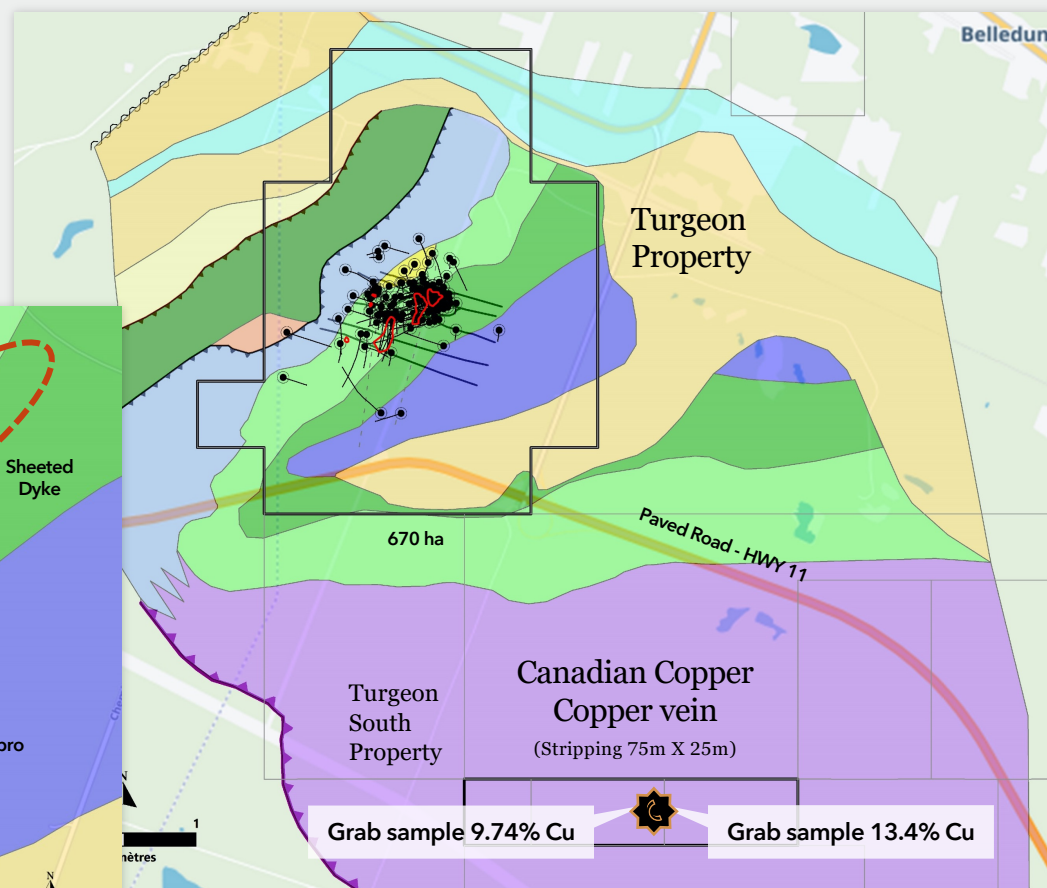 Belledun
Turgeon
Property
Sheeted
Dyke
670 ha
Paved Road - HWY 11
Canadian Copper
Copper vein
(Stripping 75m X 25m)
Turgeon
South
Property
bro
N
1
mètres
Grab sample 9.74% Cu
Grab sample 13.4% Cu
N